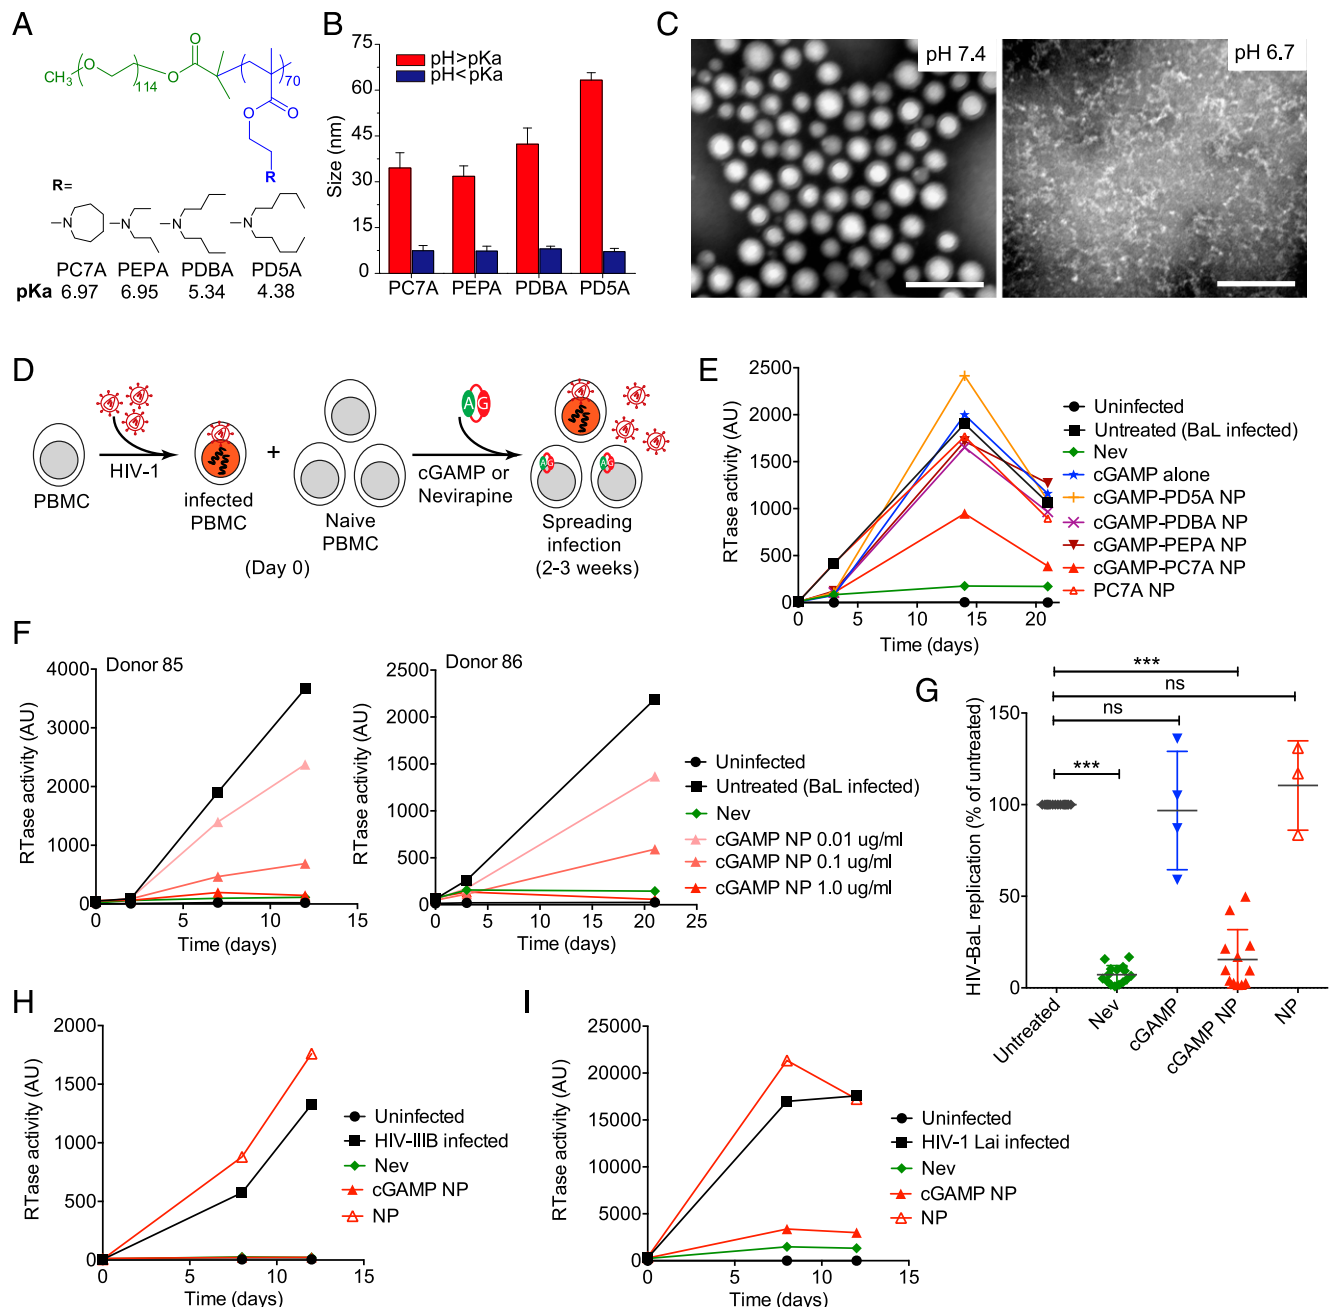 A
CH3
O
114
O
O
70
O
O
R
R=
N
N
N
N
PC7A PEPA PDBA PD5A
pKa 6.97 6.95 5.34 4.38
B
75
60
45
30
15
0
Size (nm)
pH>pKa
pH<pKa
PC7A PEPA PDBA PD5A
C
pH 7.4
pH 6.7
D
PBMC
HIV-1
infected
PBMC
+
Naive
PBMC
(Day 0)
A G
cGAMP or
Nevirapine
A G
A G
Spreading
infection
(2-3 weeks)
E
2500
2000
1500
1000
500
0
RTase activity (AU)
0 5 10 15 20
Time (days)
Uninfected
Untreated (BaL infected)
Nev
cGAMP alone
cGAMP-PD5A NP
cGAMP-PDBA NP
cGAMP-PEPA NP
cGAMP-PC7A NP
PC7A NP
F
Donor 85
4000
3000
2000
1000
0
RTase activity (AU)
0 5 10 15
Time (days)
Donor 86
2500
2000
1500
1000
500
0
RTase activity (AU)
0 5 10 15 20 25
Time (days)
Uninfected
Untreated (BaL infected)
Nev
cGAMP NP 0.01 ug/ml
cGAMP NP 0.1 ug/ml
cGAMP NP 1.0 ug/ml
G
***
ns
ns
***
150
100
50
0
HIV-BaL replication (% of untreated)
Untreated
Nev
cGAMP
cGAMP NP
NP
H
2000
1500
1000
500
0
RTase activity (AU)
0 5 10 15
Time (days)
Uninfected
HIV-IIIB infected
Nev
cGAMP NP
NP
I
25000
20000
15000
10000
5000
0
RTase activity (AU)
0 5 10 15
Time (days)
Uninfected
HIV-1 Lai infected
Nev
cGAMP NP
NP